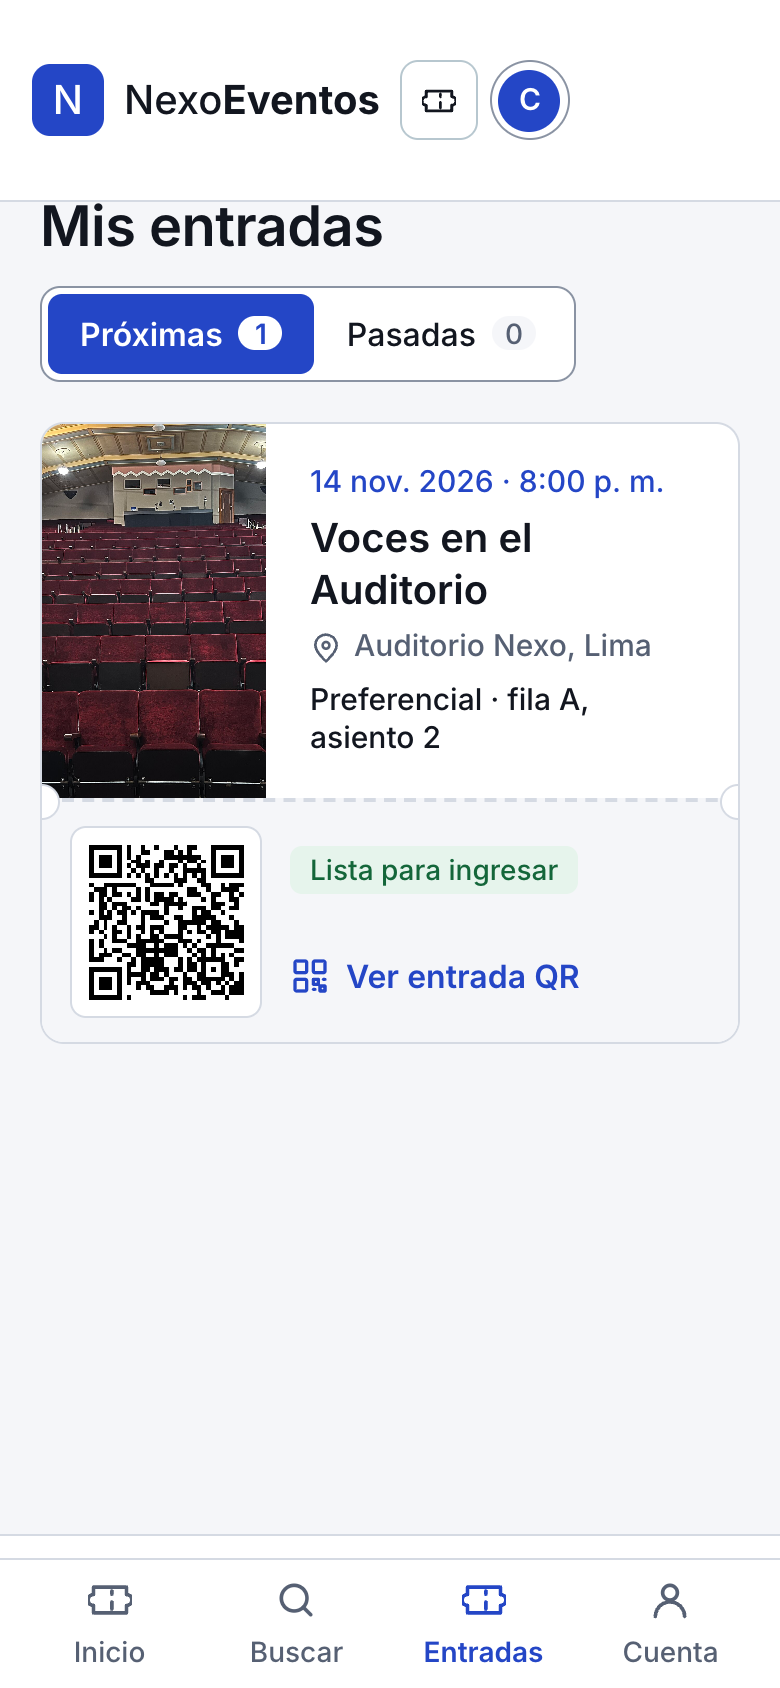 N NexoEventos C
Mis entradas
Próximas 1 Pasadas 0
14 nov. 2026 · 8:00 p. m.
Voces en el
Auditorio
Auditorio Nexo, Lima
Preferencial · fila A,
asiento 2
Lista para ingresar
Ver entrada QR
Inicio Buscar Entradas Cuenta